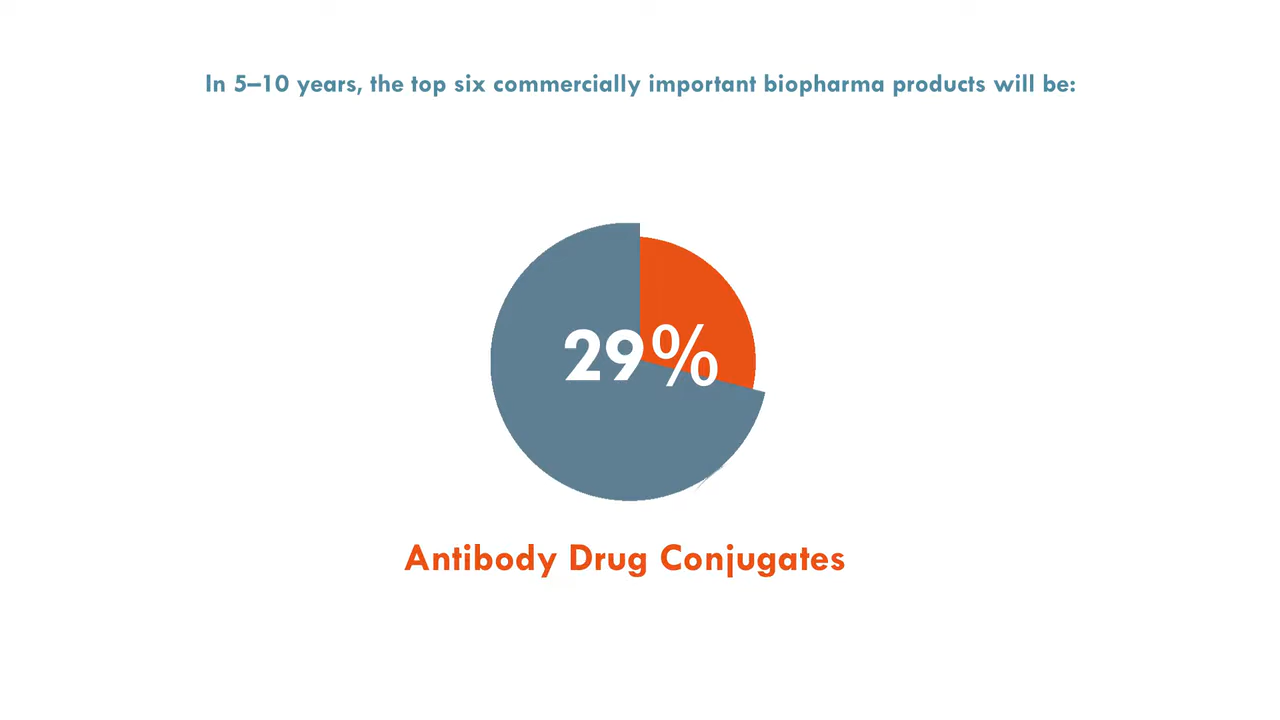 In 5–10 years, the top six commercially important biopharma products will be:
29%
Antibody Drug Conjugates